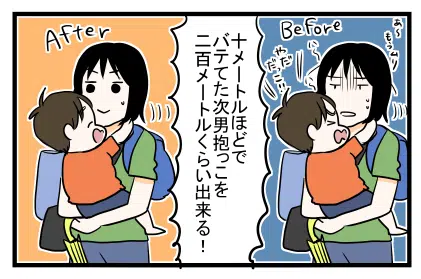 Before
あ〜
もうムリ
やだ
やだ
十メートルほどで
バテてた次男抱っこを
二百メートルくらい出来る！
After